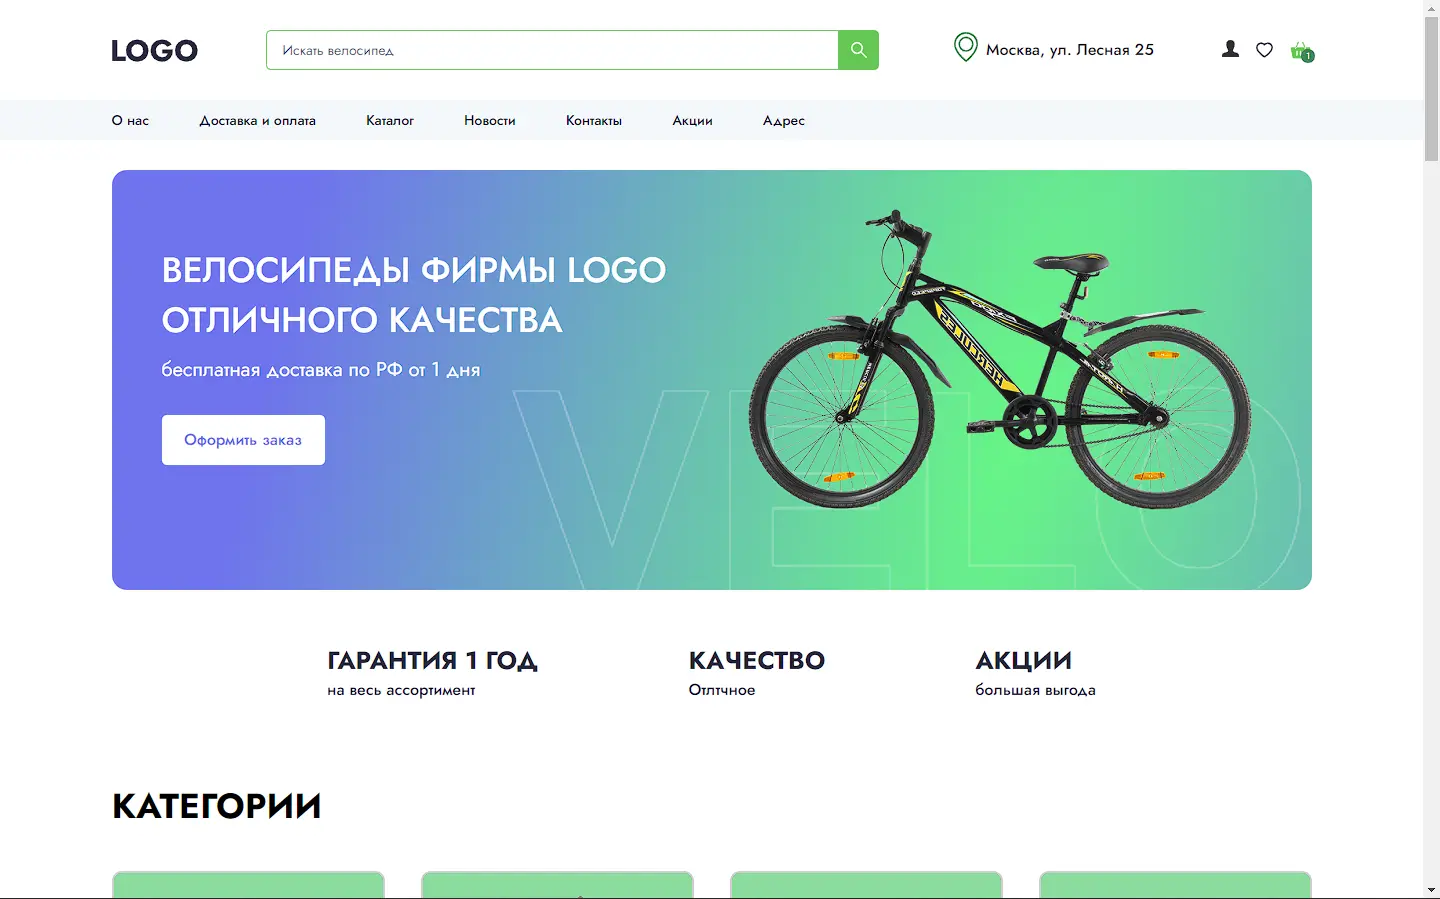 LOGO
Искать велосипед
Москва, ул. Лесная 25
1
О нас
Доставка и оплата
Каталог
Новости
Контакты
Акции
Адрес
ВЕЛОСИПЕДЫ ФИРМЫ LOGO
ОТЛИЧНОГО КАЧЕСТВА
бесплатная доставка по РФ от 1 дня
Оформить заказ
VELO
ГАРАНТИЯ 1 ГОД
на весь ассортимент
КАЧЕСТВО
Отлтчное
АКЦИИ
большая выгода
КАТЕГОРИИ